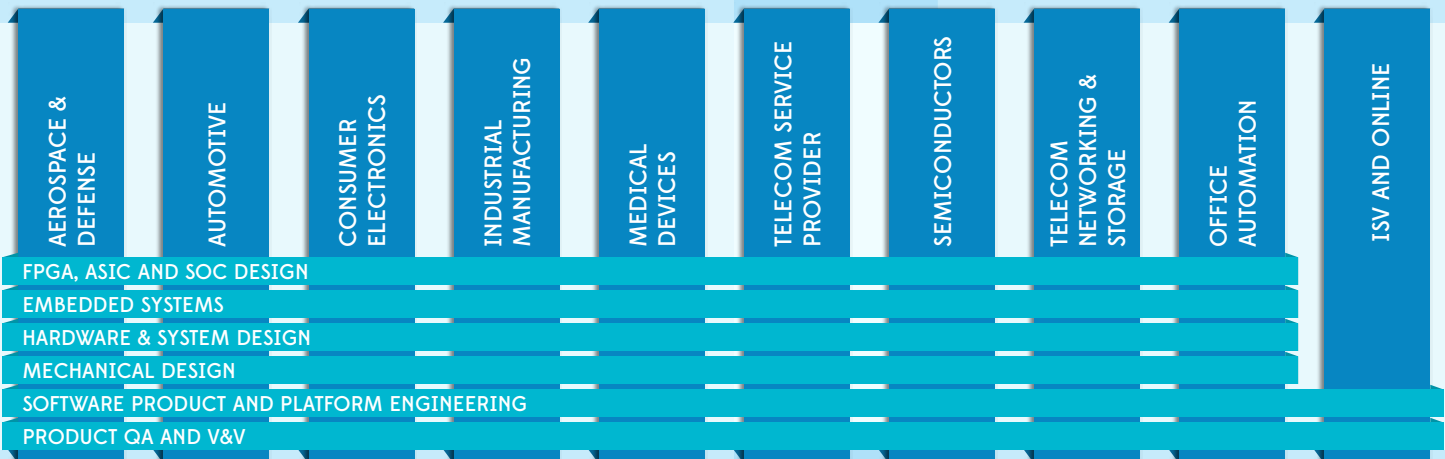 AEROSPACE &
DEFENSE
AUTOMOTIVE
CONSUMER
ELECTRONICS
INDUSTRIAL
MANUFACTURING
MEDICAL
DEVICES
TELECOM SERVICE
PROVIDER
SEMICONDUCTORS
TELECOM
NETWORKING &
STORAGE
OFFICE
AUTOMATION
ISV AND ONLINE
FPGA, ASIC AND SOC DESIGN
EMBEDDED SYSTEMS
HARDWARE & SYSTEM DESIGN
MECHANICAL DESIGN
SOFTWARE PRODUCT AND PLATFORM ENGINEERING
PRODUCT QA AND V&V